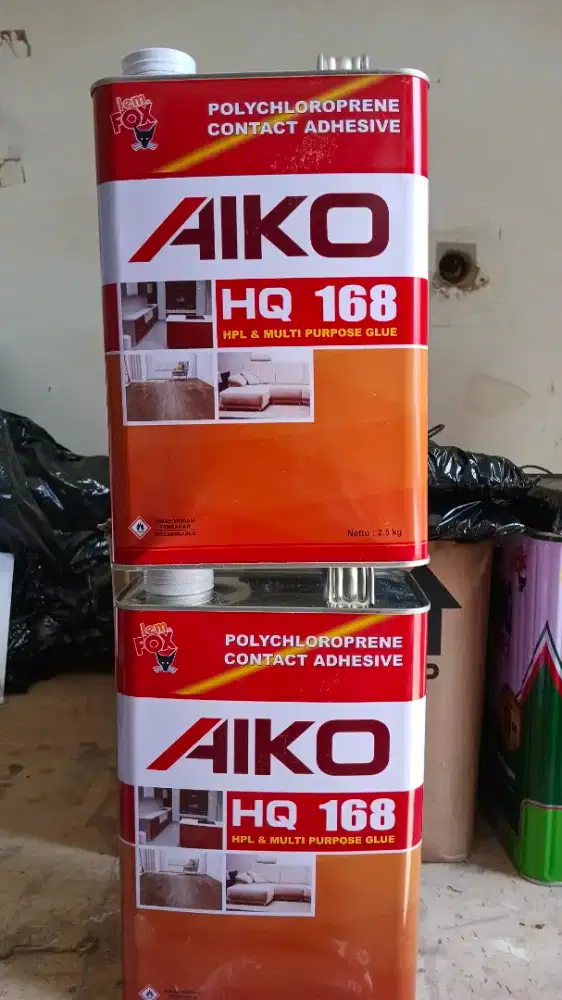 lem
FOX
POLYCHLOROPRENE
CONTACT ADHESIVE
AIKO
HQ 168
HPL & MULTI PURPOSE GLUE
Netto : 2.5 kg
lem
FOX
POLYCHLOROPRENE
CONTACT ADHESIVE
AIKO
HQ 168
HPL & MULTI PURPOSE GLUE
P